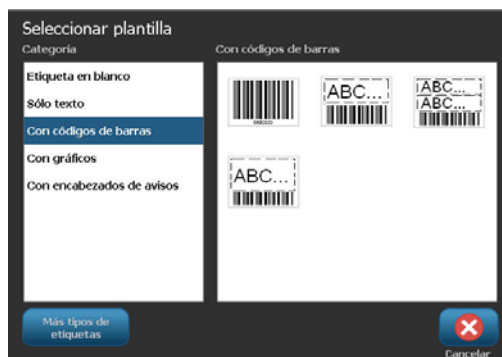 Seleccionar plantilla
Categoría
Con códigos de barras
Etiqueta en blanco
Sólo texto
Con códigos de barras
Con gráficos
Con encabezados de avisos
ABC...
ABC...
ABC...
ABC...
Más tipos de
etiquetas
Cancelar